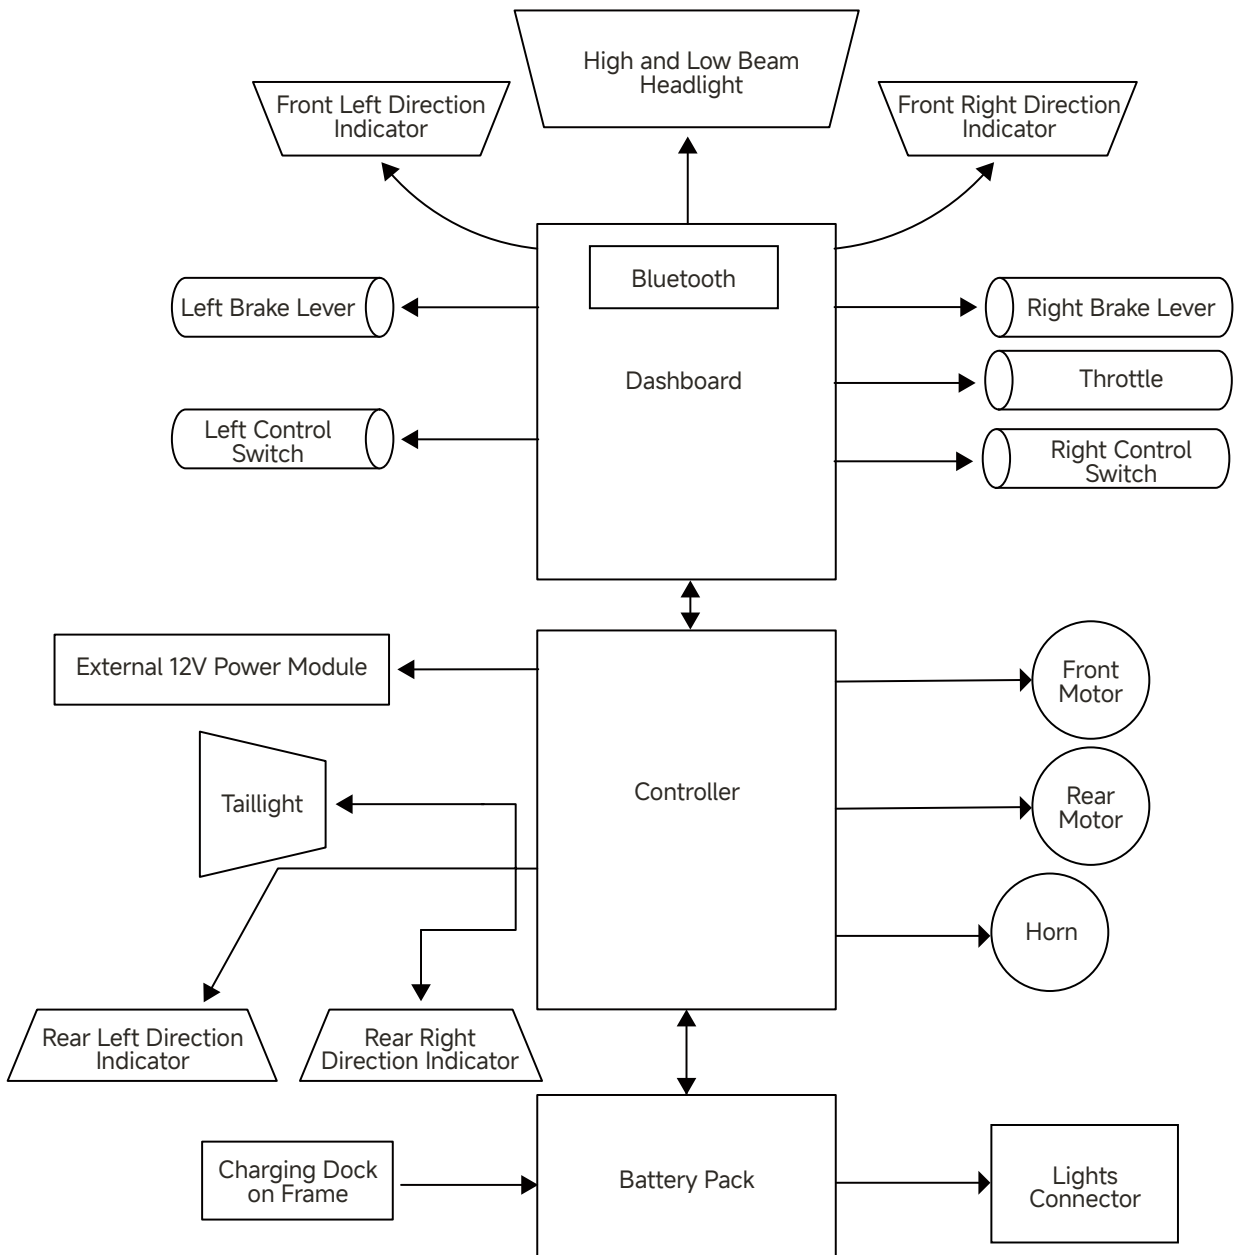 High and Low Beam
Headlight
Front Left Direction
Indicator
Front Right Direction
Indicator
Bluetooth
Left Brake Lever
Right Brake Lever
Dashboard
Throttle
Left Control
Switch
Right Control
Switch
External 12V Power Module
Front
Motor
Taillight
Controller
Rear
Motor
Horn
Rear Left Direction
Indicator
Rear Right
Direction Indicator
Charging Dock
on Frame
Battery Pack
Lights
Connector